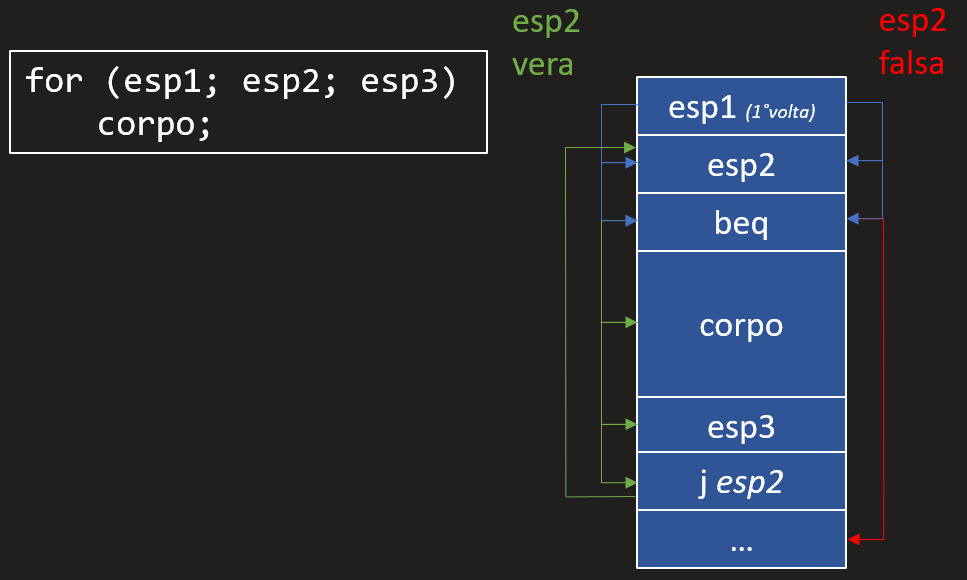 for (esp1; esp2; esp3)
corpo;
esp2
vera
esp2
falsa
esp1 (1°volta)
esp2
beq
corpo
esp3
j esp2
...